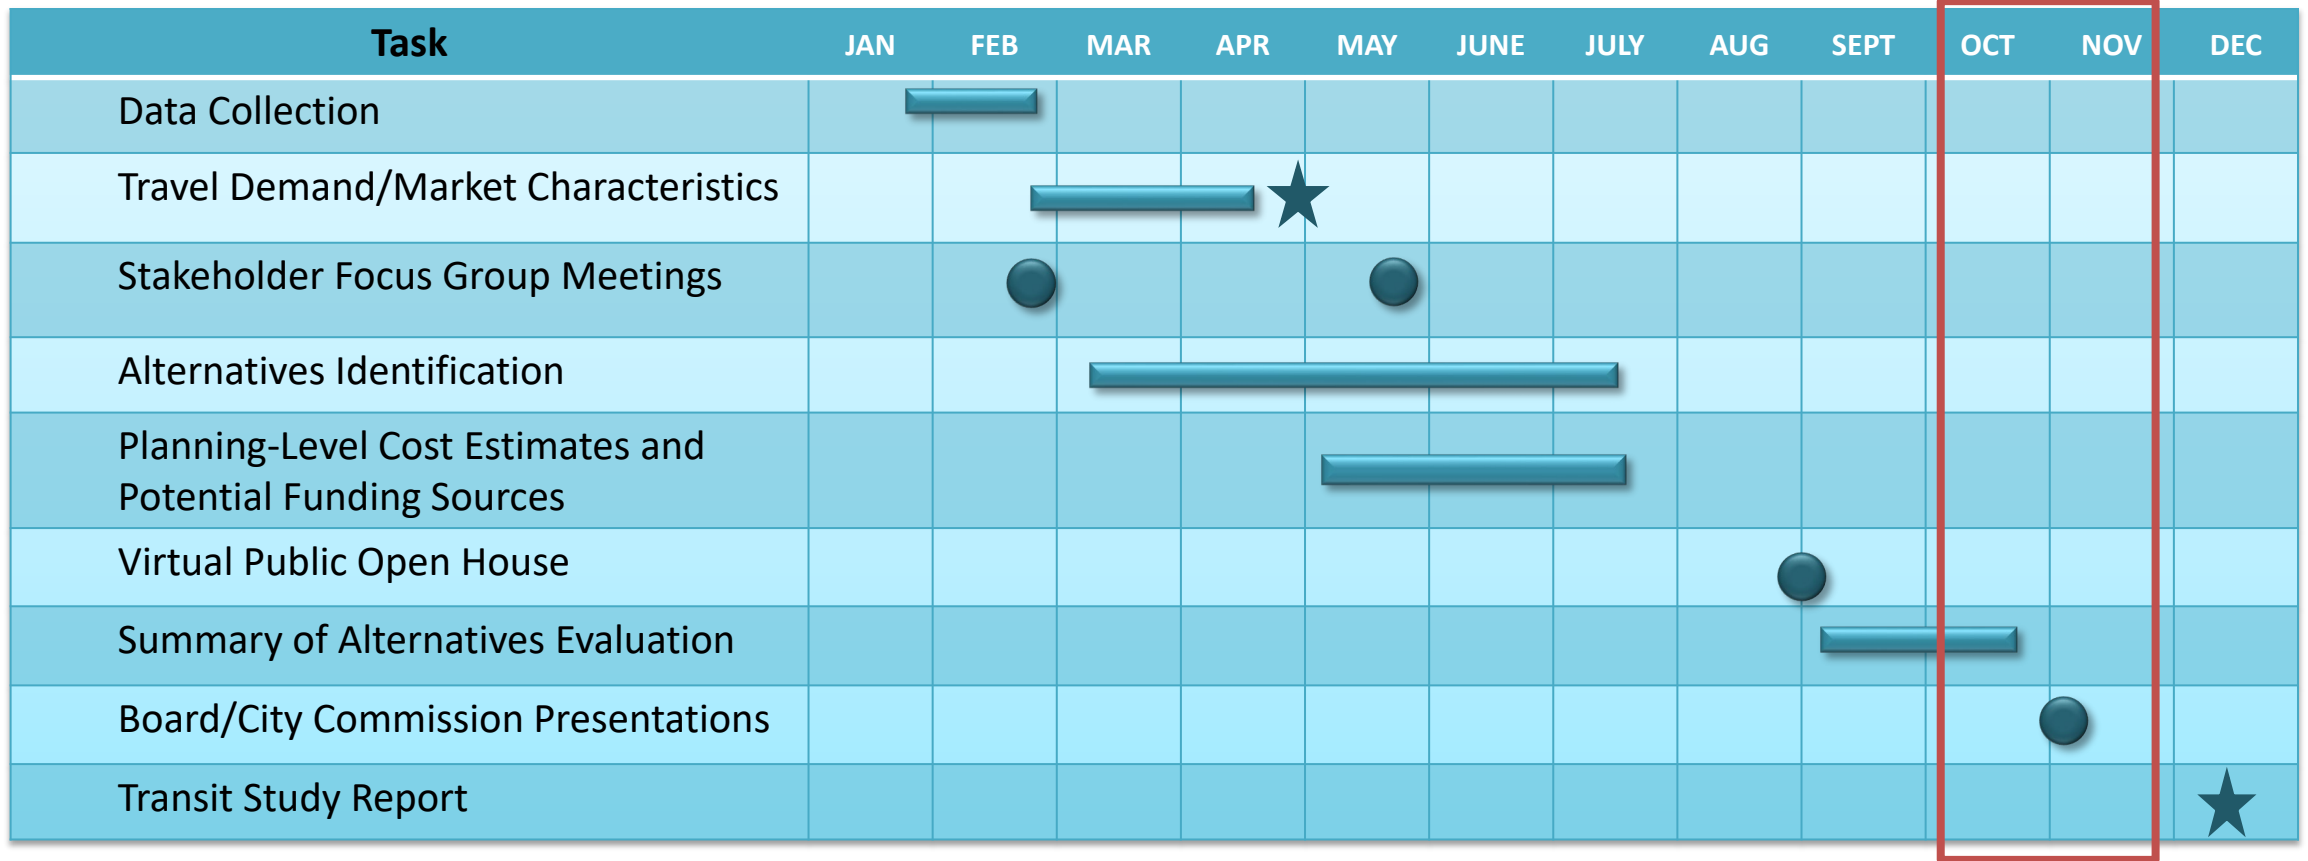 Task JAN FEB MAR APR MAY JUNE JULY AUG SEPT OCT NOV DEC
Data Collection
Travel Demand/Market Characteristics
Stakeholder Focus Group Meetings
Alternatives Identification
Planning-Level Cost Estimates and
Potential Funding Sources
Virtual Public Open House
Summary of Alternatives Evaluation
Board/City Commission Presentations
Transit Study Report